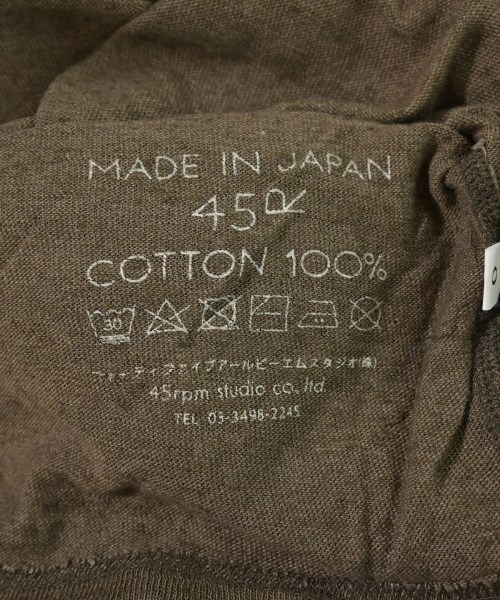 MADE IN JAPAN
45R
COTTON 100%
30
フォーティファイブアールピーエムスタジオ(株)
45rpm studio co., ltd.
TEL 03-3498-2245